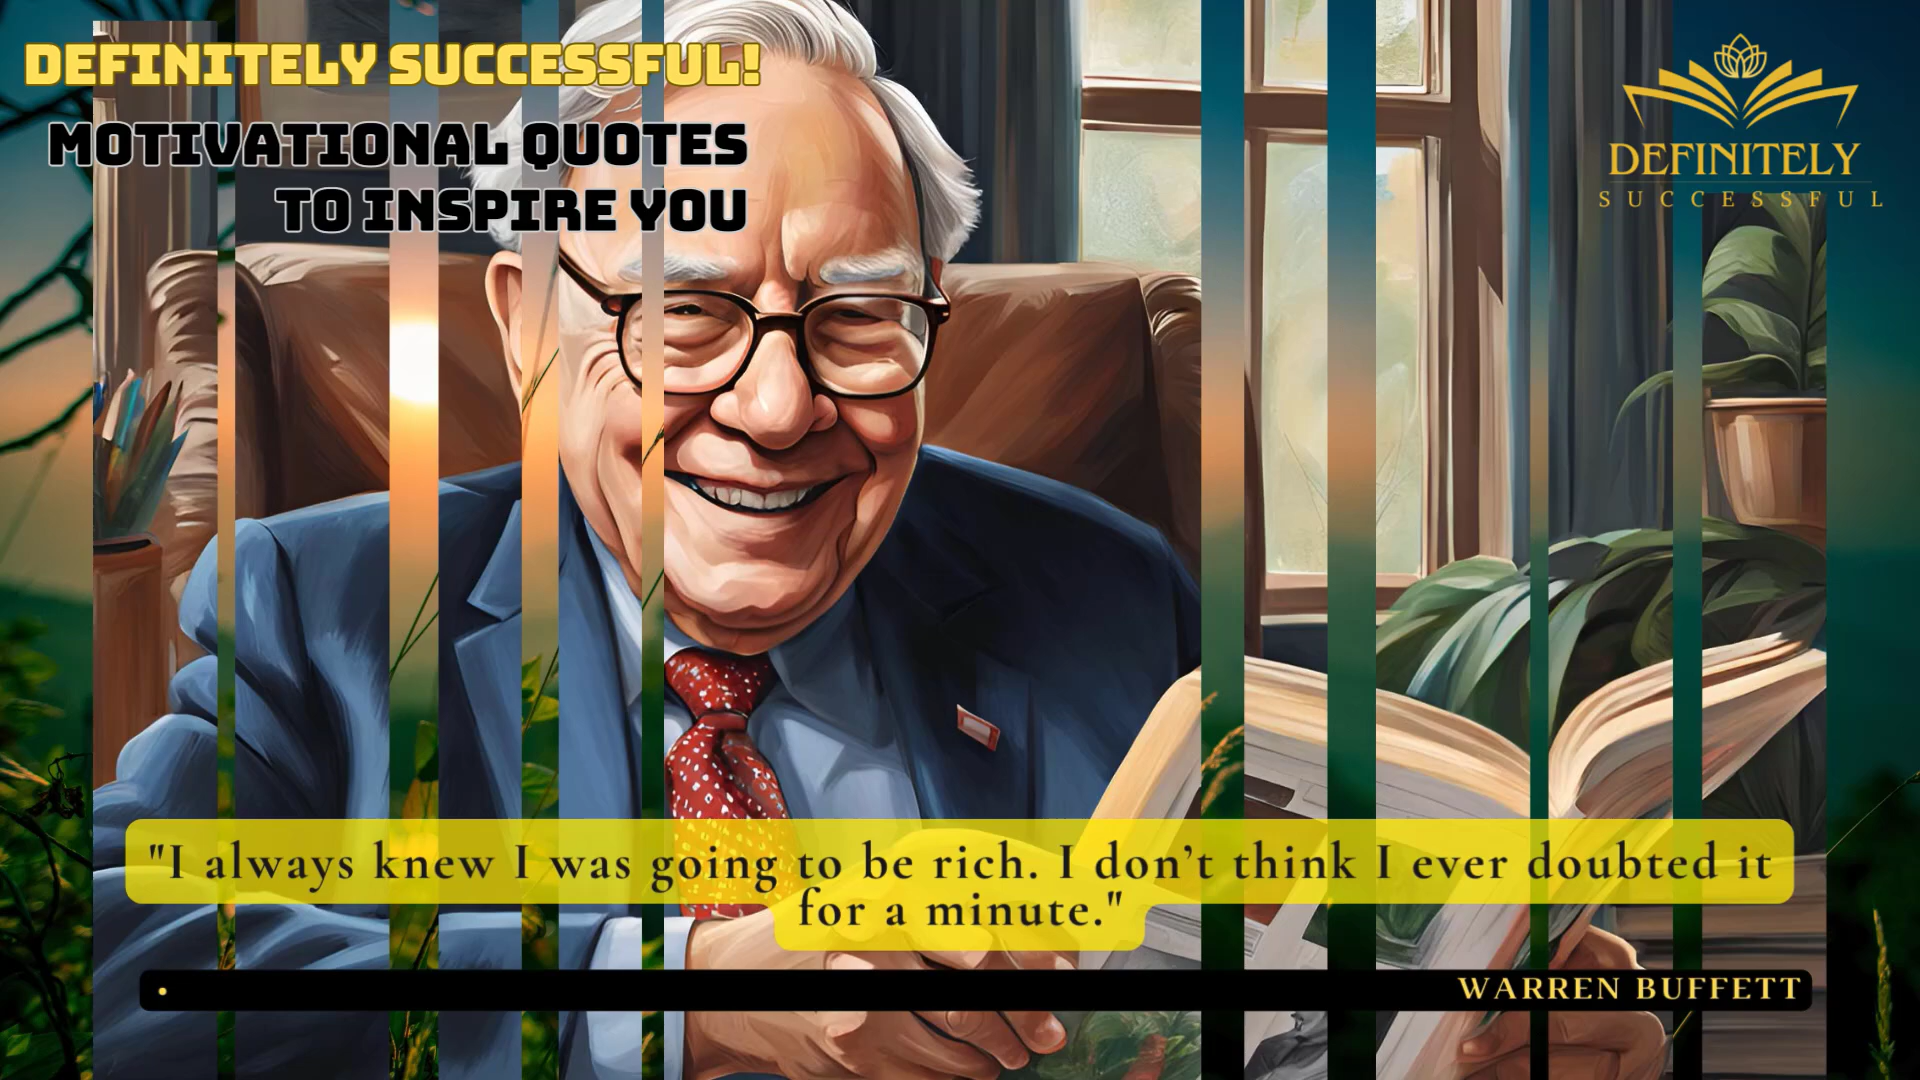 DEFINITELY SUCCESSFUL!
MOTIVATIONAL QUOTES
TO INSPIRE YOU
DEFINITELY
SUCCESSFUL
"I always knew I was going to be rich. I don’t think I ever doubted it
for a minute."
• WARREN BUFFETT